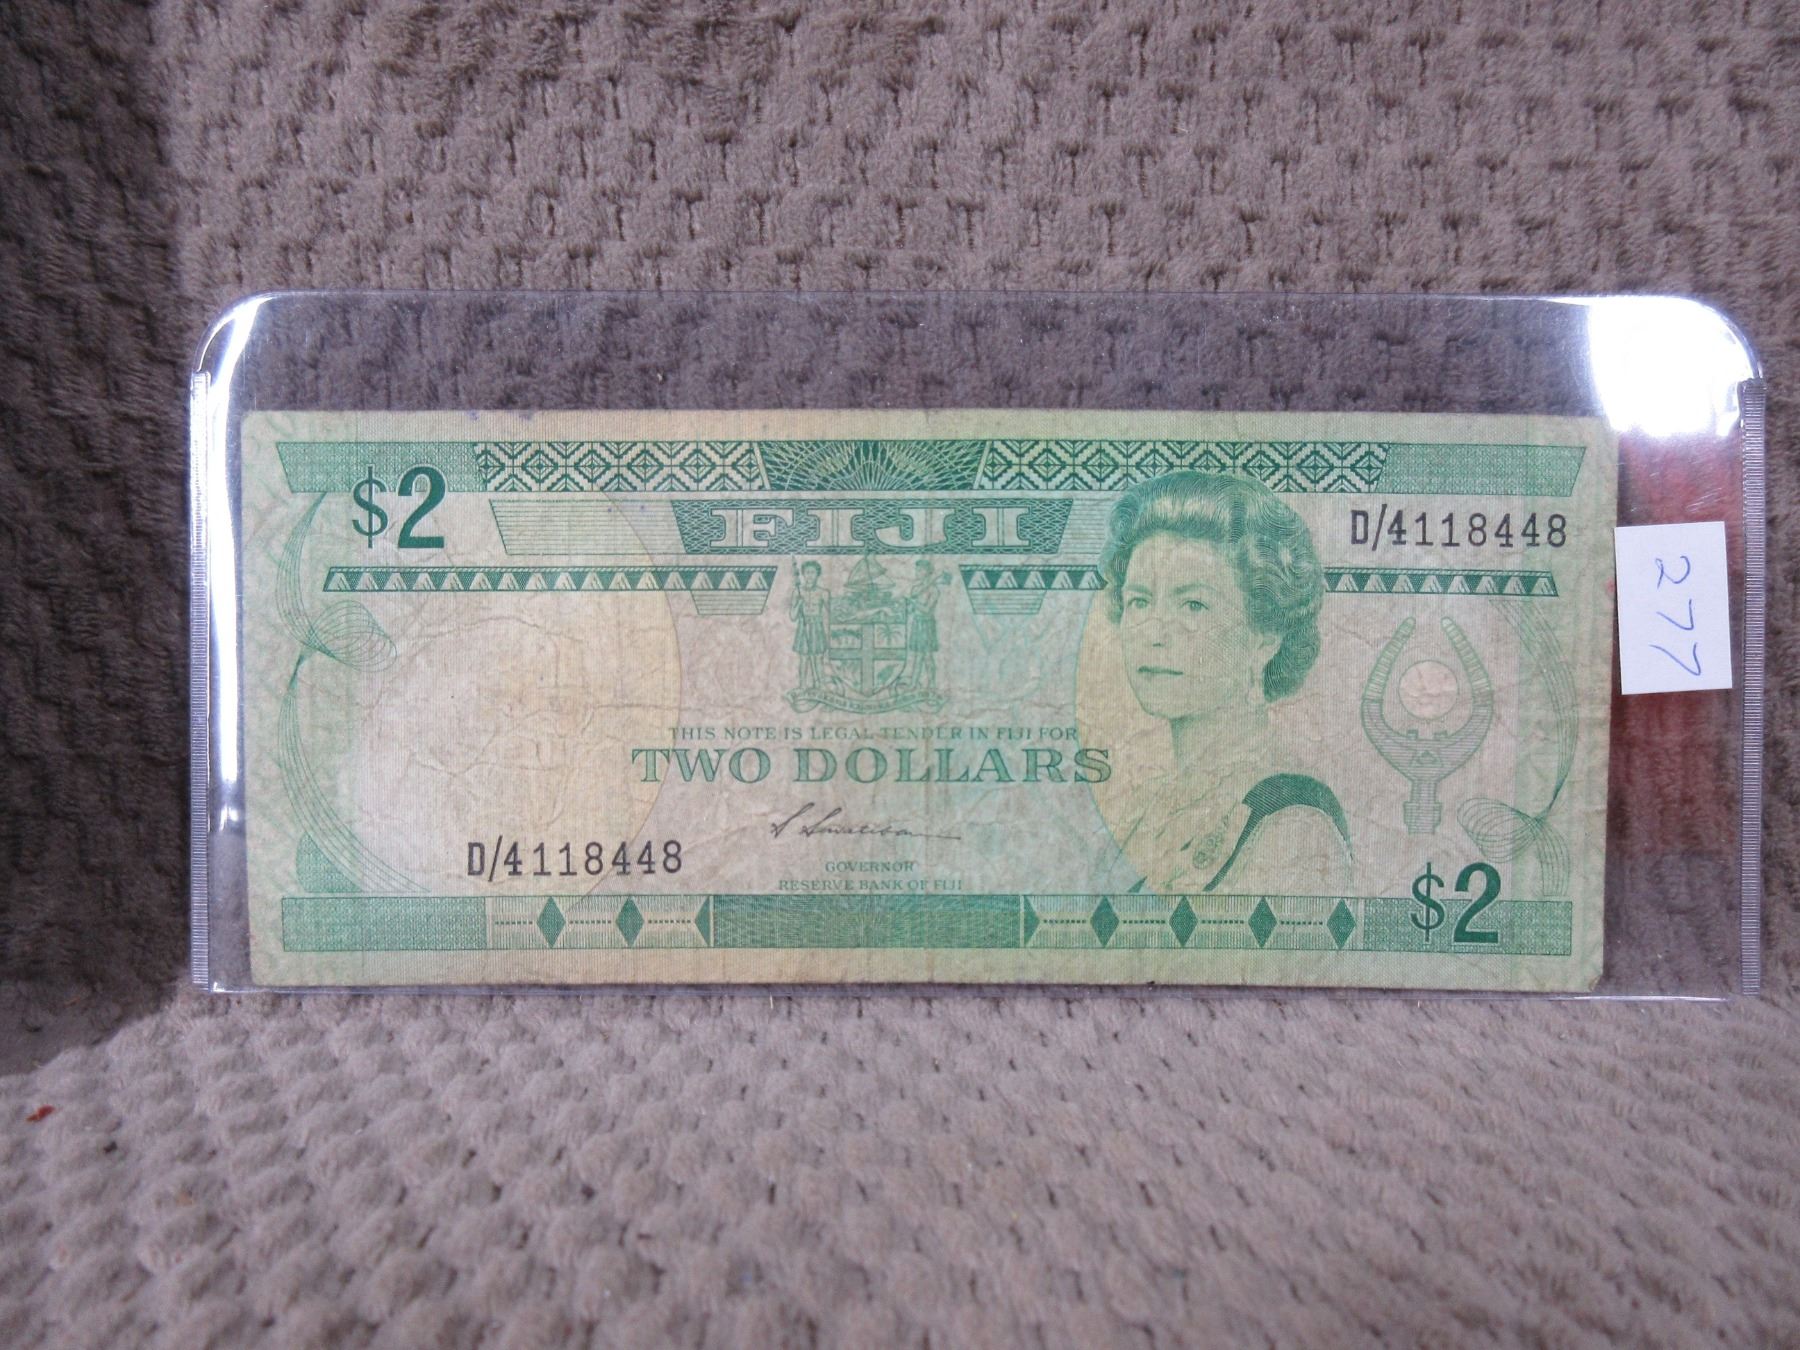 $2
FIJI
D/4118448
277
THIS NOTE IS LEGAL TENDER IN FIJI FOR
TWO DOLLARS
D/4118448
GOVERNOR
RESERVE BANK OF FIJI
$2